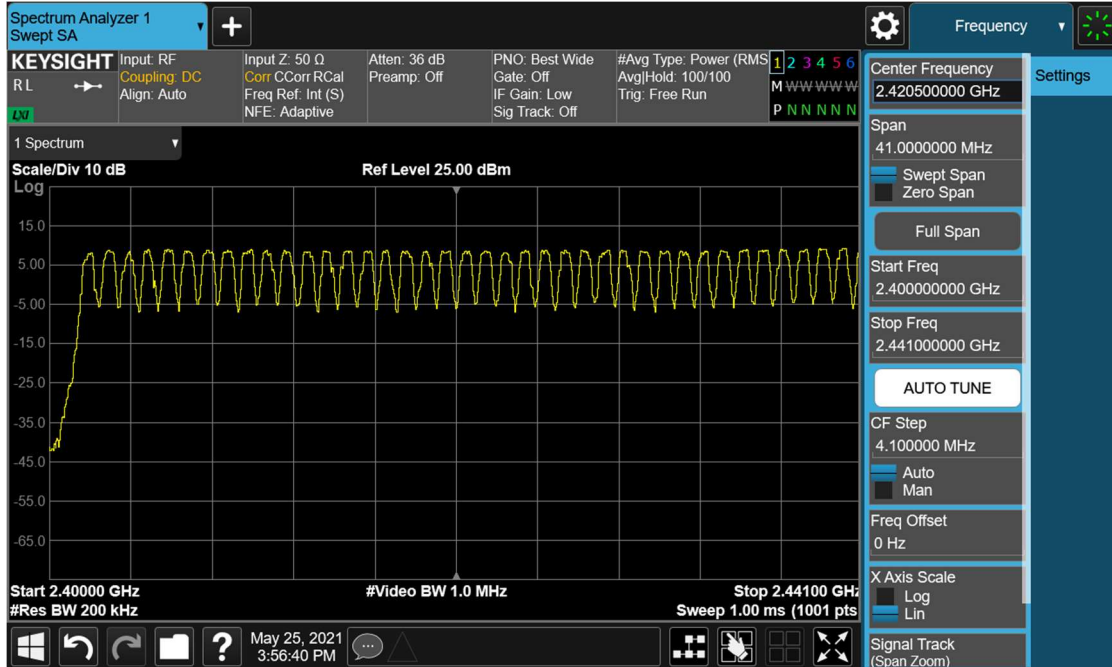 Spectrum Analyzer 1
Swept SA
+
Frequency
KEYSIGHT
R L
LXI
Input: RF
Coupling: DC
Align: Auto
Input Z: 50 Ω
Corr CCorr RCal
Freq Ref: Int (S)
NFE: Adaptive
Atten: 36 dB
Preamp: Off
PNO: Best Wide
Gate: Off
IF Gain: Low
Sig Track: Off
#Avg Type: Power (RMS
Avg|Hold: 100/100
Trig: Free Run
1 2 3 4 5 6
M W W W W W
P N N N N N
1 Spectrum
Scale/Div 10 dB
Ref Level 25.00 dBm
Log
15.0
5.00
-5.00
-15.0
-25.0
-35.0
-45.0
-55.0
-65.0
Start 2.40000 GHz
#Video BW 1.0 MHz
Stop 2.44100 GHz
#Res BW 200 kHz
Sweep 1.00 ms (1001 pts
?
May 25, 2021
3:56:40 PM
Center Frequency
2.420500000 GHz
Settings
Span
41.0000000 MHz
Swept Span
Zero Span
Full Span
Start Freq
2.400000000 GHz
Stop Freq
2.441000000 GHz
AUTO TUNE
CF Step
4.100000 MHz
Auto
Man
Freq Offset
0 Hz
X Axis Scale
Log
Lin
Signal Track
(Span Zoom)